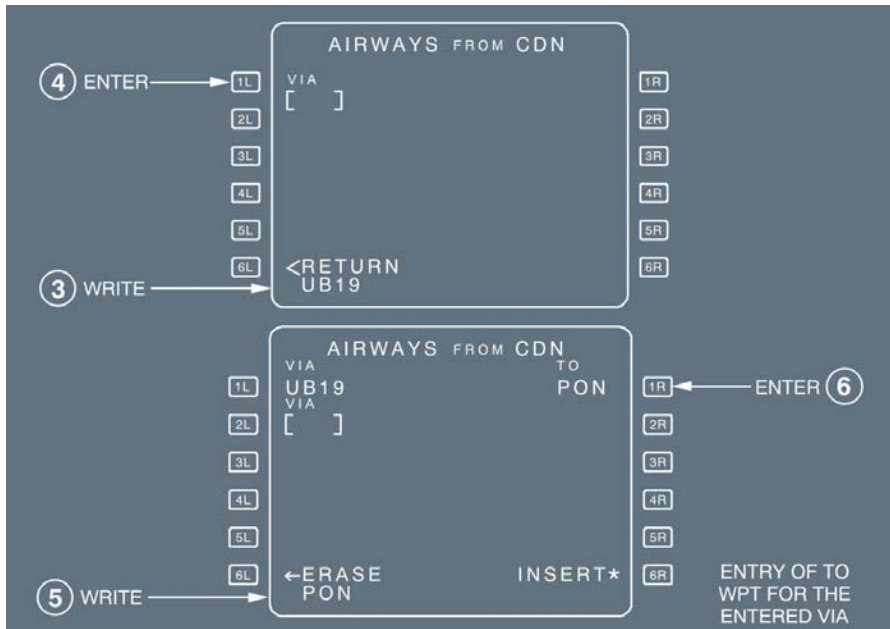 AIRWAYS FROM CDN
4 ENTER 1L VIA 1R
[ ] 2L 2R
3L 3R
4L 4R
5L 5R
6L <RETURN 6R
3 WRITE UB19
AIRWAYS FROM CDN
VIA TO
1L UB19 PON 1R ENTER 6
VIA
2L [ ] 2R
3L 3R
4L 4R
5L 5R
6L ←ERASE INSERT* 6R
5 WRITE PON
ENTRY OF TO
WPT FOR THE
ENTERED VIA